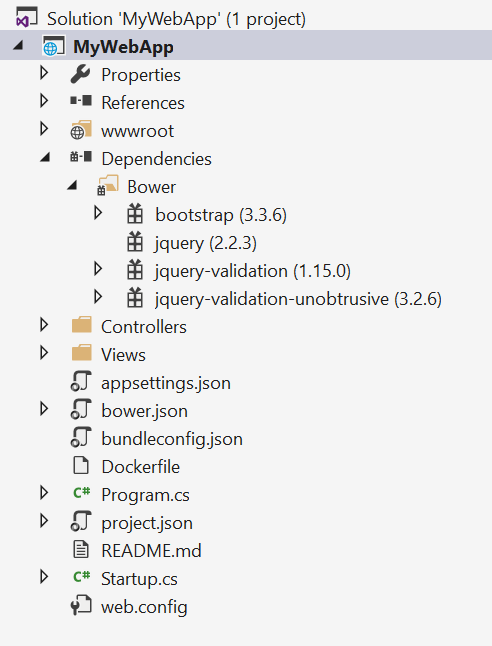 Solution 'MyWebApp' (1 project)
MyWebApp
Properties
References
wwwroot
Dependencies
Bower
bootstrap (3.3.6)
jquery (2.2.3)
jquery-validation (1.15.0)
jquery-validation-unobtrusive (3.2.6)
Controllers
Views
appsettings.json
bower.json
bundleconfig.json
Dockerfile
C# Program.cs
project.json
README.md
C# Startup.cs
web.config